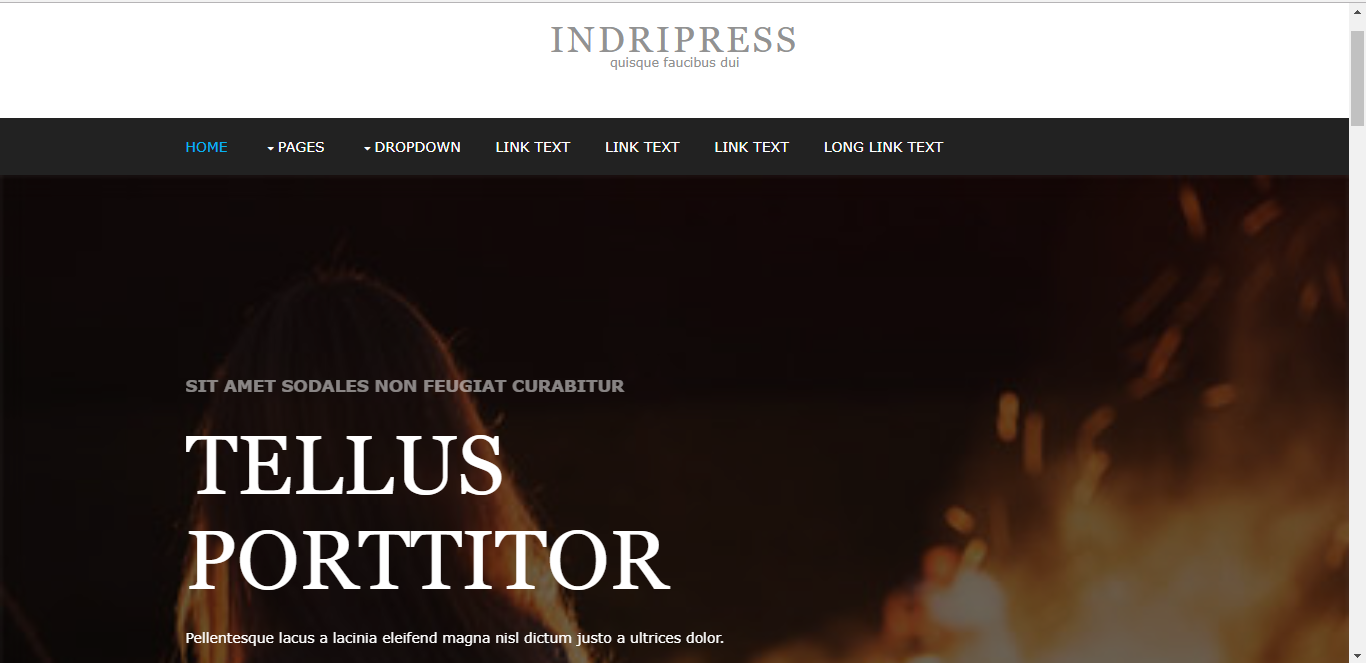 INDRIPRESS
quisque faucibus dui
HOME PAGES DROPDOWN LINK TEXT LINK TEXT LINK TEXT LONG LINK TEXT
SIT AMET SODALES NON FEUGIAT CURABITUR
TELLUS
PORTTITOR
Pellentesque lacus a lacinia eleifend magna nisl dictum justo a ultrices dolor.